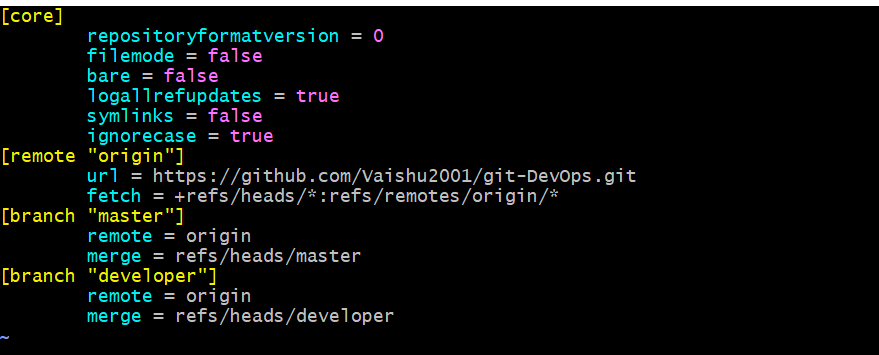 [core]
repositoryformatversion = 0
filemode = false
bare = false
logallrefupdates = true
symlinks = false
ignorecase = true
[remote "origin"]
url = https://github.com/Vaishu2001/git-DevOps.git
fetch = +refs/heads/*:refs/remotes/origin/*
[branch "master"]
remote = origin
merge = refs/heads/master
[branch "developer"]
remote = origin
merge = refs/heads/developer
~